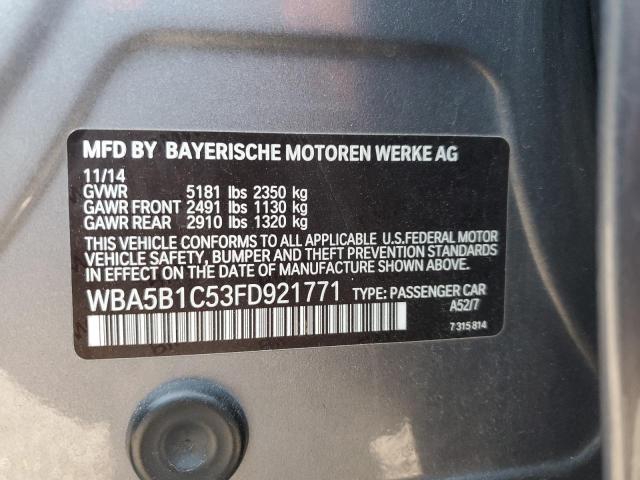 MFD BY BAYERISCHE MOTOREN WERKE AG
11/14
GVWR 5181 lbs 2350 kg
GAWR FRONT 2491 lbs 1130 kg
GAWR REAR 2910 lbs 1320 kg
THIS VEHICLE CONFORMS TO ALL APPLICABLE U.S.FEDERAL MOTOR
VEHICLE SAFETY, BUMPER AND THEFT PREVENTION STANDARDS
IN EFFECT ON THE DATE OF MANUFACTURE SHOWN ABOVE.
WBA5B1C53FD921771 TYPE: PASSENGER CAR
A52/7
7 315 814